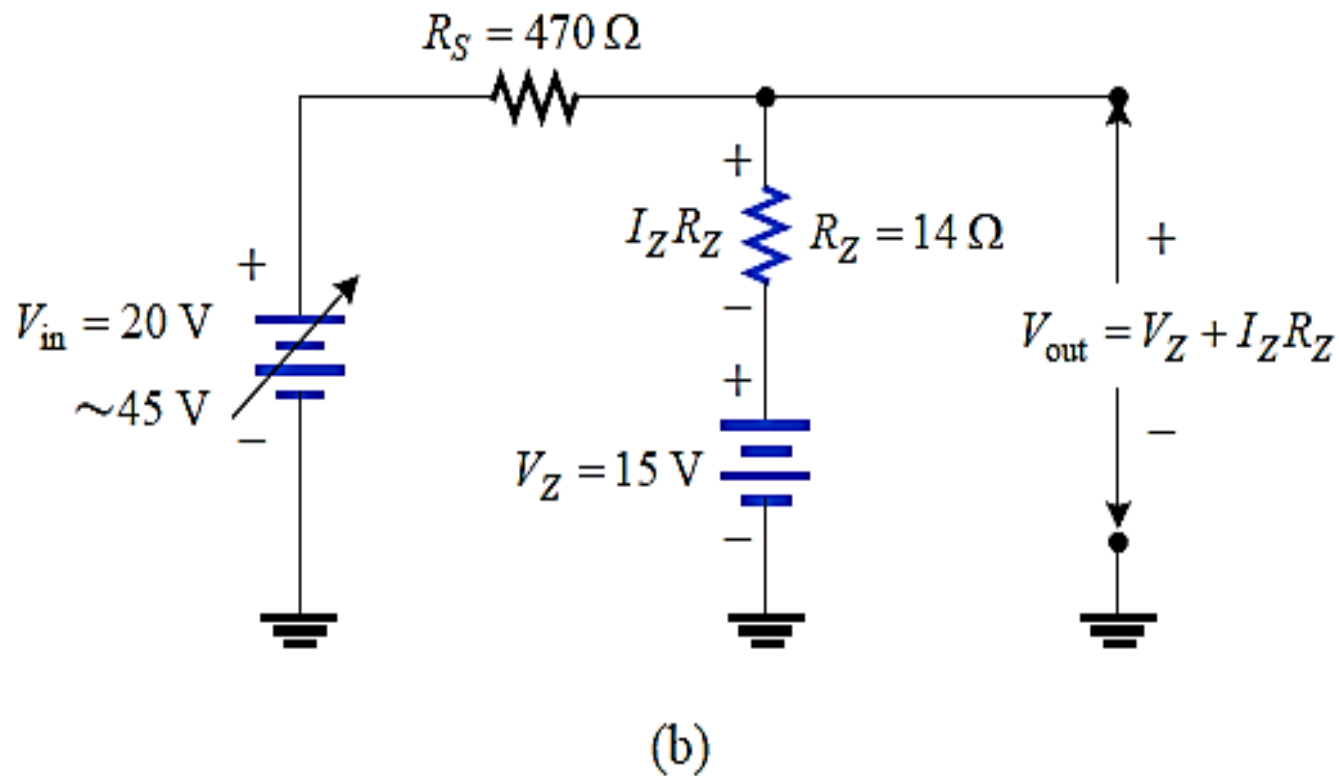 R_S = 470 Ω
+
I_Z R_Z
R_Z = 14 Ω
−
+
V_in = 20 V
~45 V
−
+
V_Z = 15 V
−
+
V_out = V_Z + I_Z R_Z
−
(b)